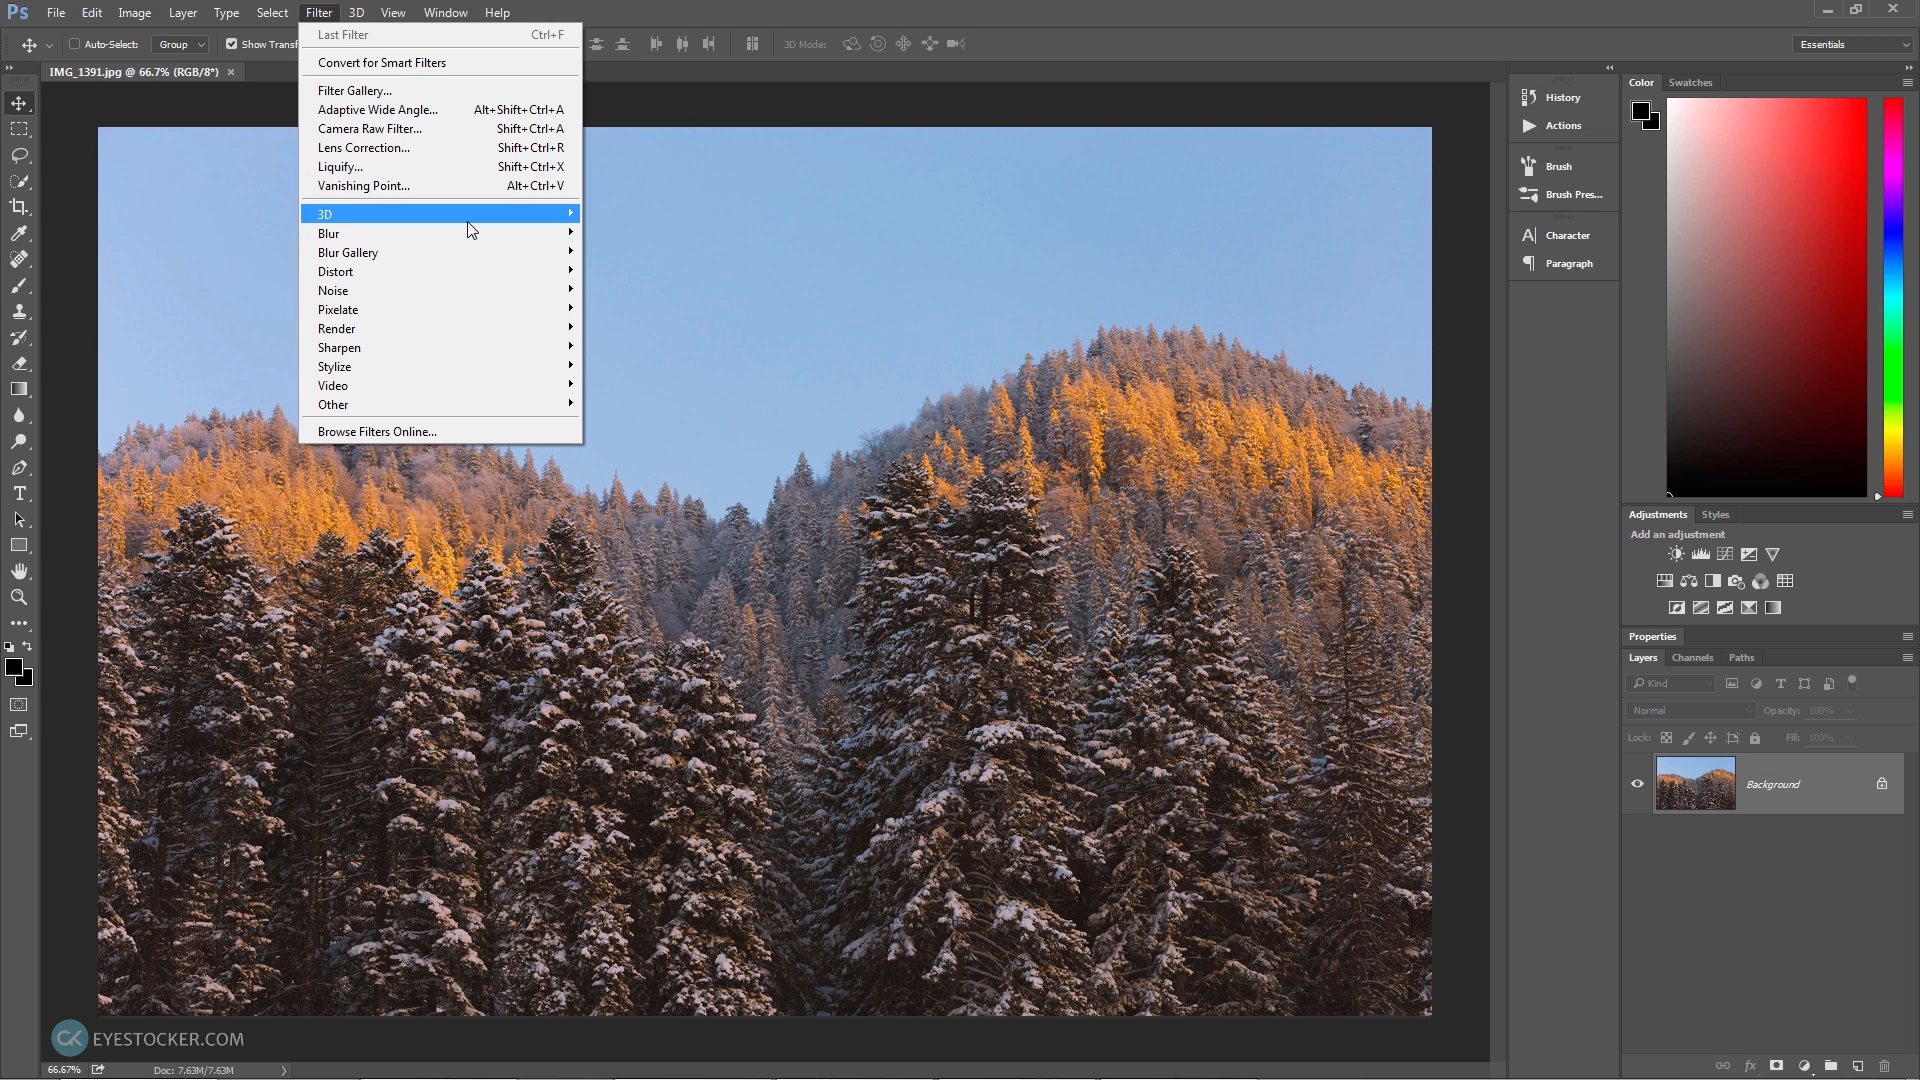 Ps File Edit Image Layer Type Select Filter 3D View Window Help
Auto-Select: Group Show Transf 3D Mode: Essentials
IMG_1391.jpg @ 66.7% (RGB/8*) ×
Last Filter Ctrl+F
Convert for Smart Filters
Filter Gallery...
Adaptive Wide Angle... Alt+Shift+Ctrl+A
Camera Raw Filter... Shift+Ctrl+A
Lens Correction... Shift+Ctrl+R
Liquify... Shift+Ctrl+X
Vanishing Point... Alt+Ctrl+V
3D
Blur
Blur Gallery
Distort
Noise
Pixelate
Render
Sharpen
Stylize
Video
Other
Browse Filters Online...
History
Actions
Brush
Brush Pres...
Character
Paragraph
Color Swatches
Adjustments Styles
Add an adjustment
Properties
Layers Channels Paths
Kind
Normal Opacity: 100%
Lock: Fill: 100%
Background
fx
CK EYESTOCKER.COM
66.67% Doc: 7.63M/7.63M